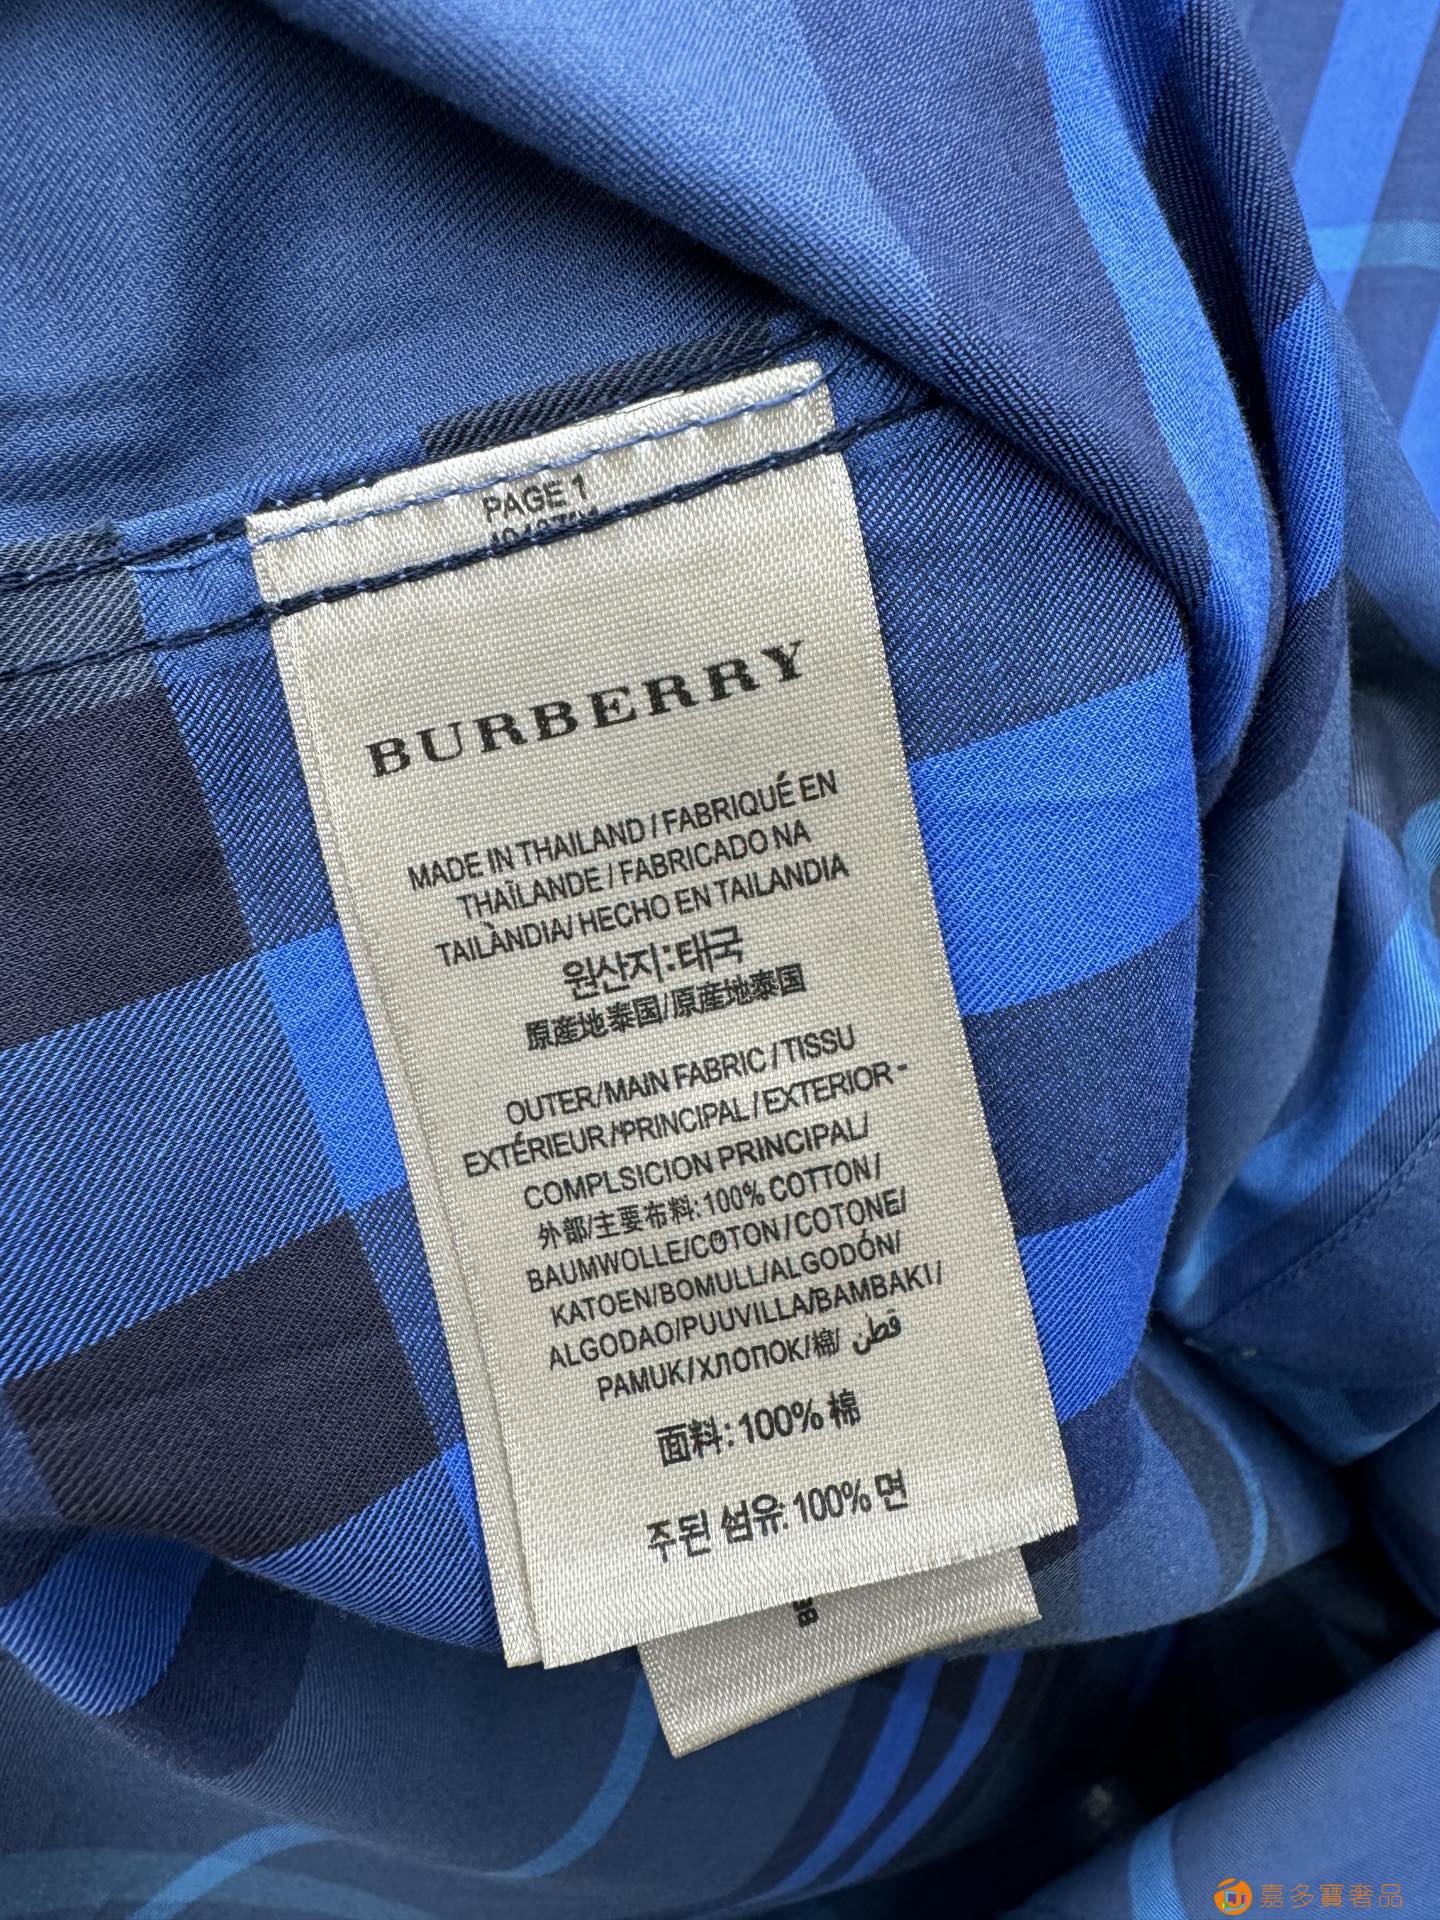 PAGE 1
BURBERRY
MADE IN THAILAND / FABRIQUÉ EN
THAÏLANDE / FABRICADO NA
TAILÀNDIA/ HECHO EN TAILANDIA
원산지:태국
原産地泰国/原産地泰国
OUTER/MAIN FABRIC / TISSU
EXTÉRIEUR/PRINCIPAL/EXTERIOR-
COMPLSICION PRINCIPAL/
外部/主要布料:100% COTTON/
BAUMWOLLE/COTON/COTONE/
KATOEN/BOMULL/ALGODÓN/
ALGODAO/PUUVILLA/BAMBAKI/
PAMUK/ХЛОПОК/棉/ قطن
面料: 100% 棉
주된 섬유: 100% 면
嘉多寶奢品